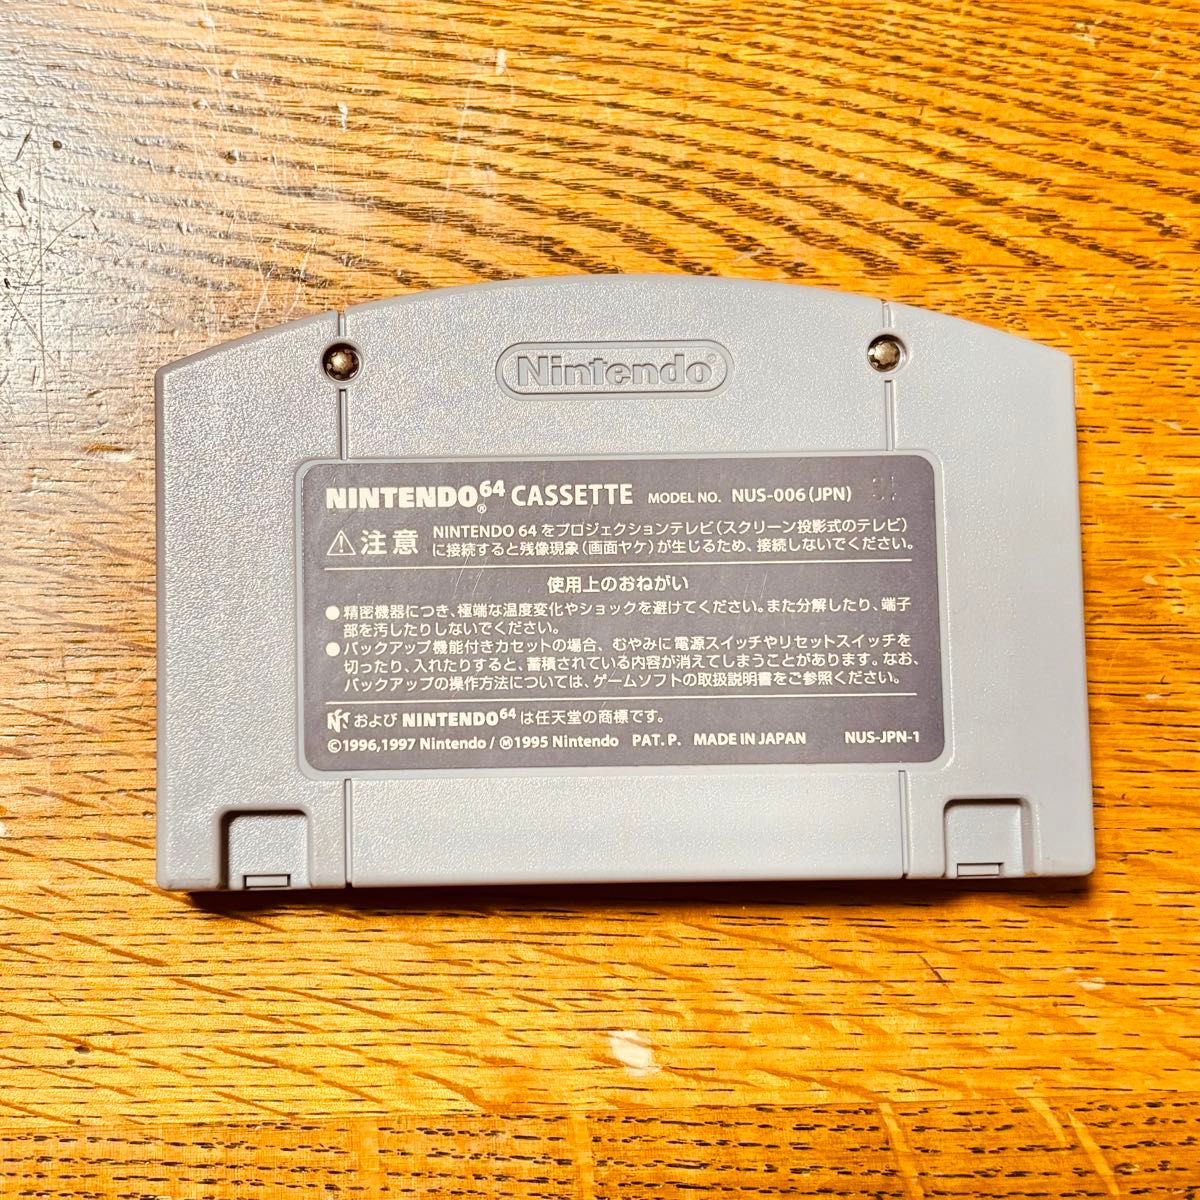 Nintendo®
NINTENDO64® CASSETTE MODEL NO. NUS-006(JPN)
⚠注意 NINTENDO 64 をプロジェクションテレビ(スクリーン投影式のテレビ)
に接続すると残像現象(画面ヤケ)が生じるため、接続しないでください。
使用上のおねがい
●精密機器につき、極端な温度変化やショックを避けてください。また分解したり、端子
部を汚したりしないでください。
●バックアップ機能付きカセットの場合、むやみに電源スイッチやリセットスイッチを
切ったり、入れたりすると、蓄積されている内容が消えてしまうことがあります。なお、
バックアップの操作方法については、ゲームソフトの取扱説明書をご参照ください。
および NINTENDO64 は任天堂の商標です。
©1996,1997 Nintendo / Ⓜ1995 Nintendo PAT. P. MADE IN JAPAN NUS-JPN-1